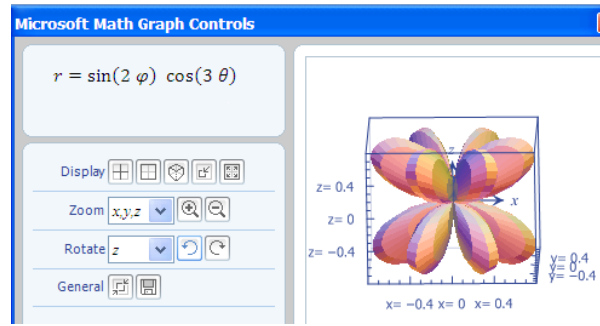 Microsoft Math Graph Controls
r = sin(2 φ) cos(3 θ)
Display
Zoom x,y,z
Rotate z
General
z
x
z= 0.4
z= 0
z= −0.4
y= 0.4
y= 0
y= −0.4
x= −0.4 x= 0 x= 0.4